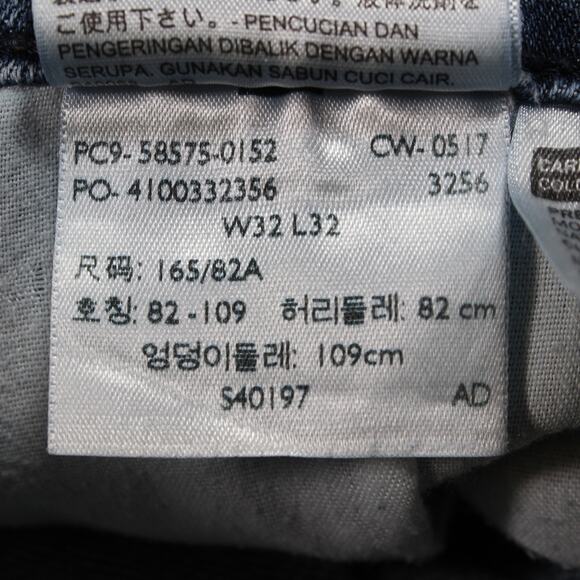 使用下さい。- PENCUCIAN DAN
PENGERINGAN DIBALIK DENGAN WARNA
SERUPA. GUNAKAN SABUN CUCI CAIR.
PC9- 58575-0152 CW- 0517
PO- 4100332356 3256
W32 L32
尺码: 165/82A
호칭: 82 - 109 허리둘레: 82 cm
엉덩이둘레: 109cm
S40197 AD